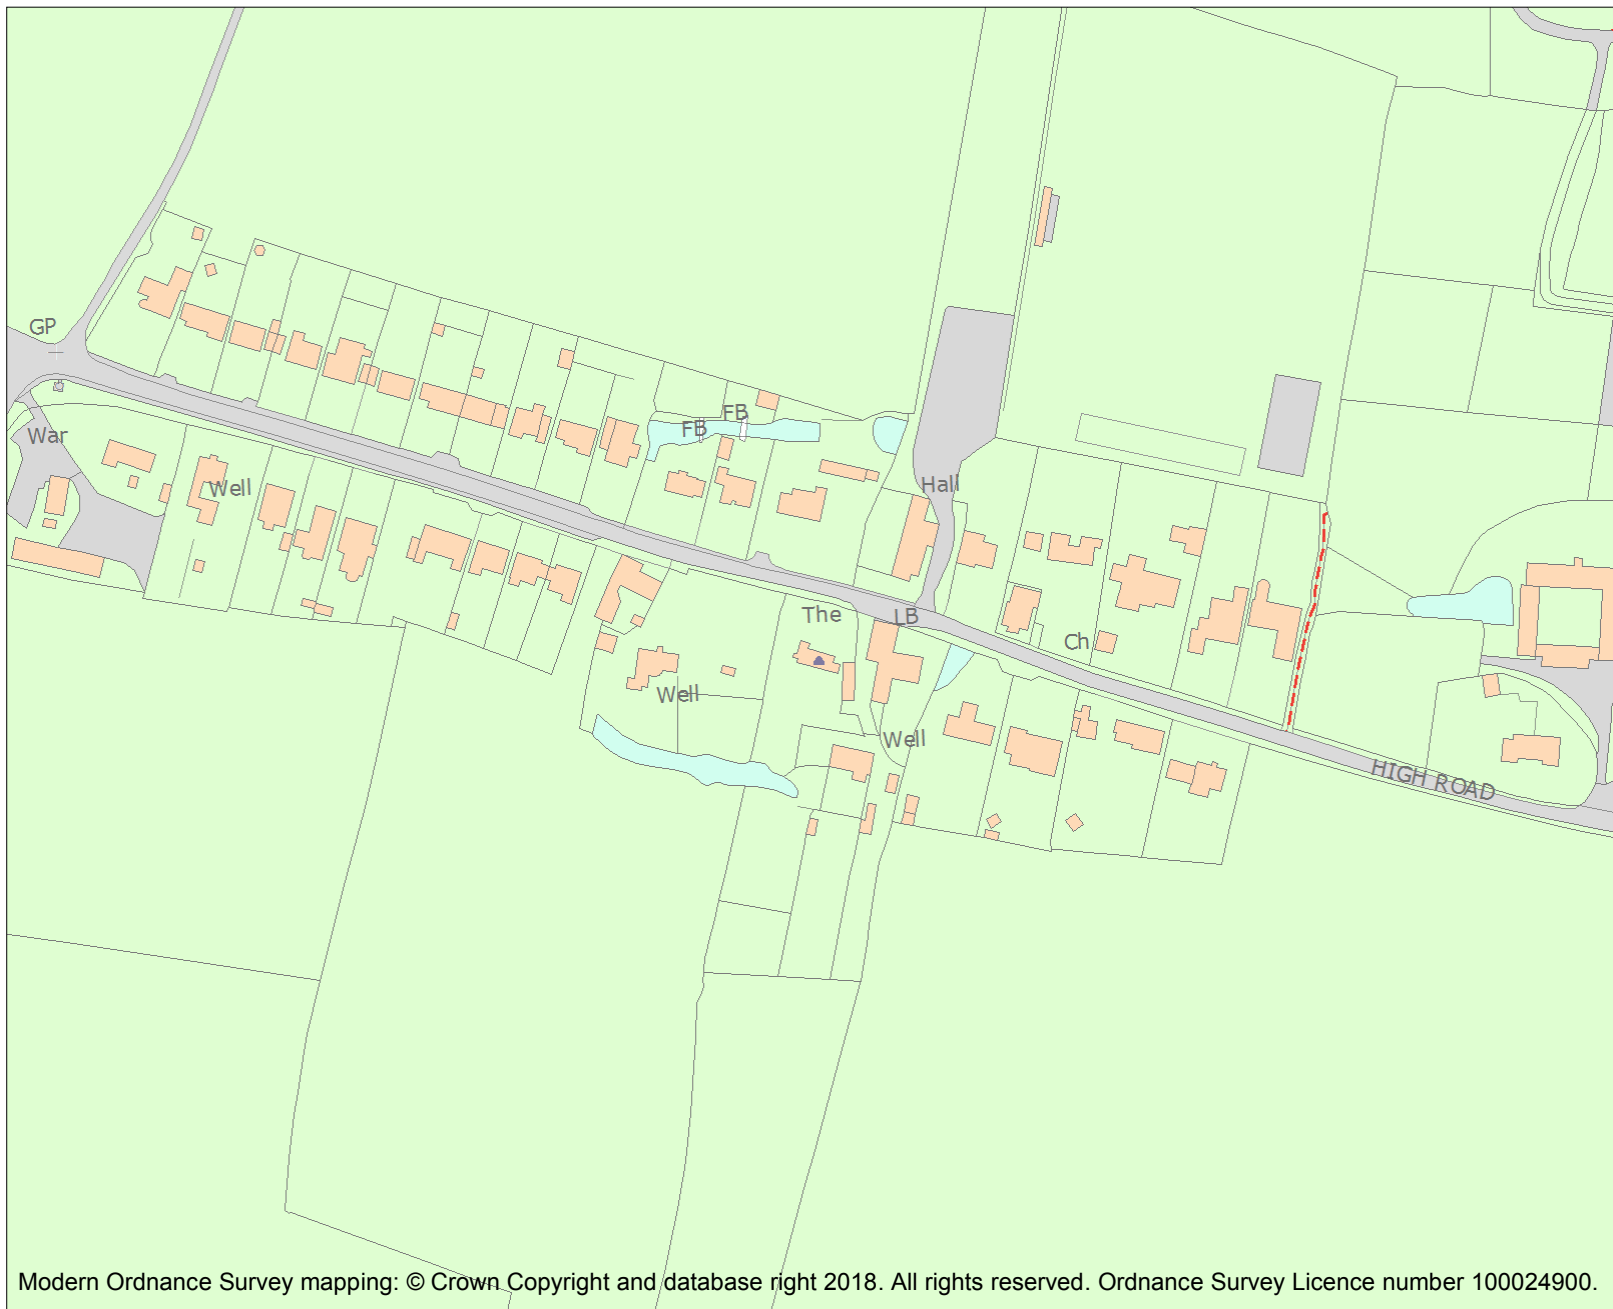 GP
FB
FB
War
Well
Hall
The
LB
Ch
Well
Well
HIGH ROAD
Modern Ordnance Survey mapping: © Crown Copyright and database right 2018. All rights reserved. Ordnance Survey Licence number 100024900.